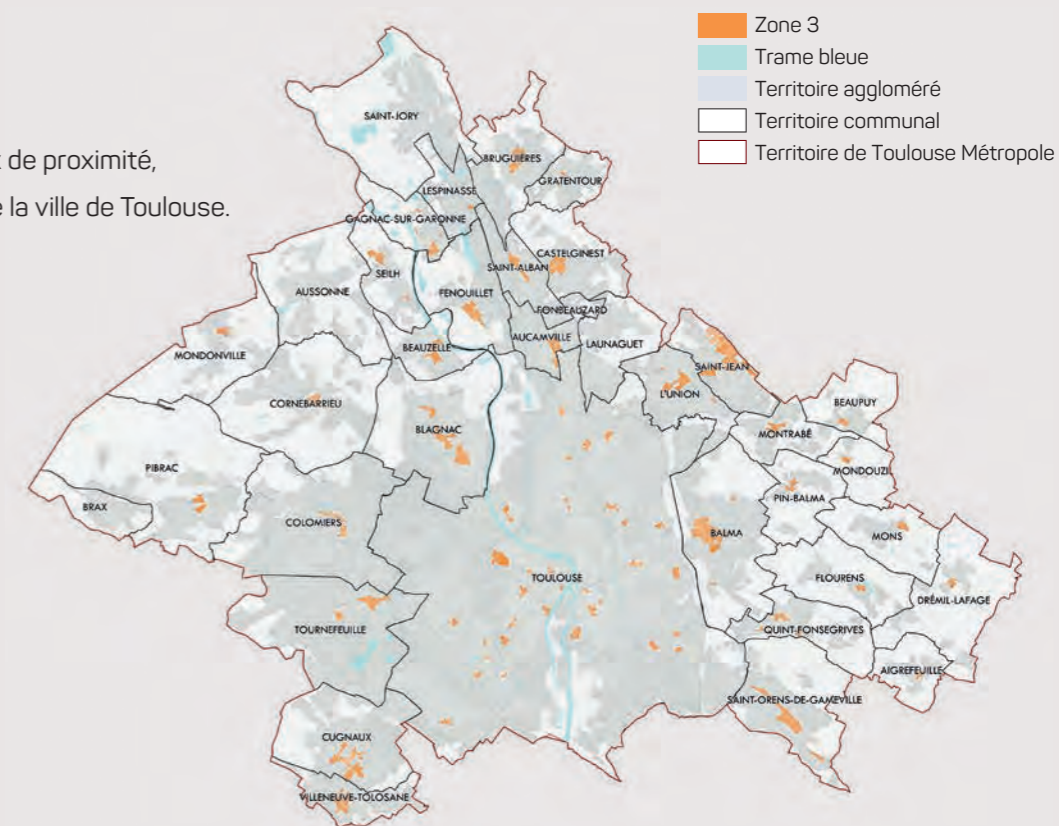 Zone 3
Trame bleue
Territoire aggloméré
Territoire communal
Territoire de Toulouse Métropole
de proximité,
la ville de Toulouse.
SAINT-JORY
BRUGUIÈRES
GRATENTOUR
LESPINASSE
GAGNAC-SUR-GARONNE
CASTELGINEST
SAINT-ALBAN
SEILH
AUSSONNE
FENOUILLET
FONBEAUZARD
AUCAMVILLE
LAUNAGUET
BEAUZELLE
MONDONVILLE
SAINT-JEAN
L'UNION
CORNEBARRIEU
BEAUPUY
BLAGNAC
MONTRABÉ
PIBRAC
MONDOUZIL
PIN-BALMA
BRAX
COLOMIERS
BALMA
MONS
TOULOUSE
FLOURENS
DRÉMIL-LAFAGE
TOURNEFEUILLE
QUINT-FONSEGRIVES
AIGREFEUILLE
SAINT-ORENS-DE-GAMEVILLE
CUGNAUX
VILLENEUVE-TOLOSANE